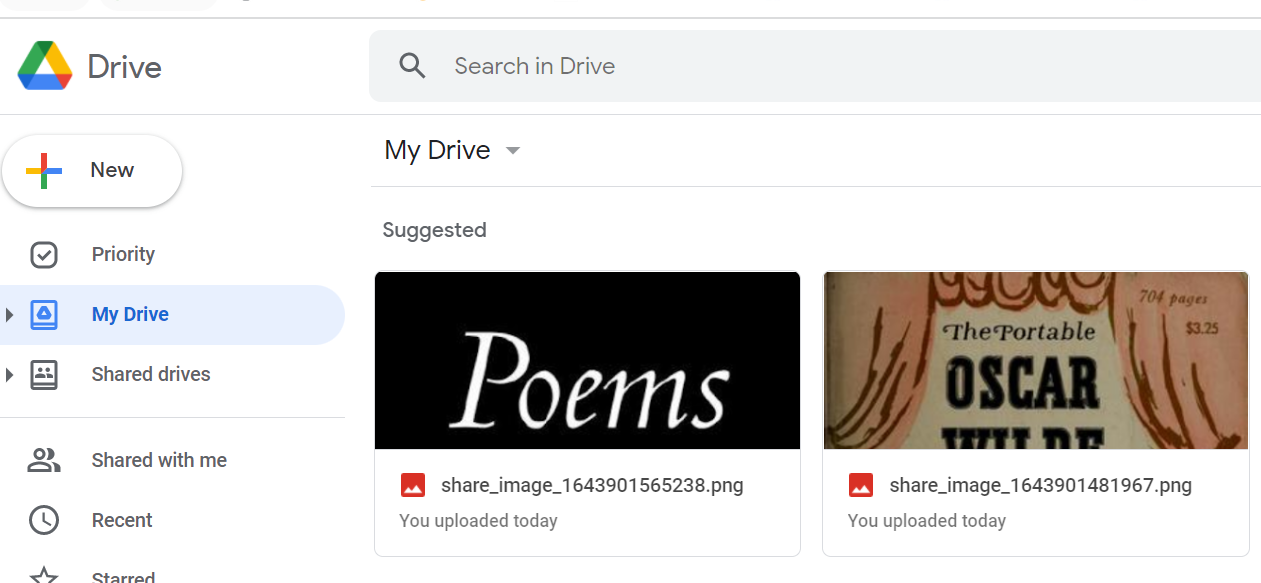 Drive
Search in Drive
New
My Drive
Priority
My Drive
Shared drives
Shared with me
Recent
Starred
Suggested
Poems
share_image_1643901565238.png
You uploaded today
704 pages
$3.25
The Portable
OSCAR
WILDE
share_image_1643901481967.png
You uploaded today